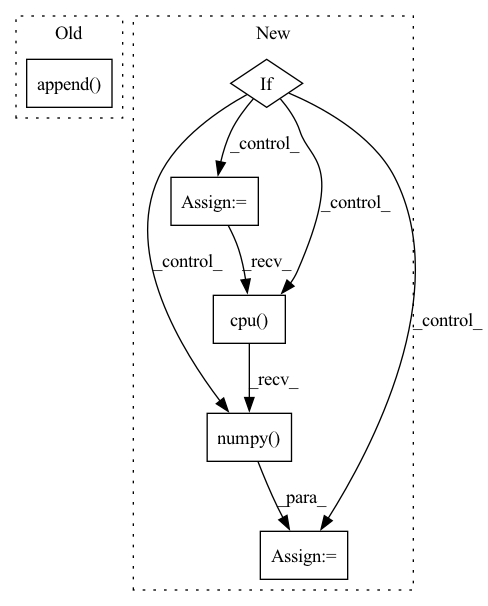 Old
New
append()
If
_control_
Assign:=
_control_
_control_
_recv_
_control_
cpu()
_recv_
numpy()
_para_
Assign:=